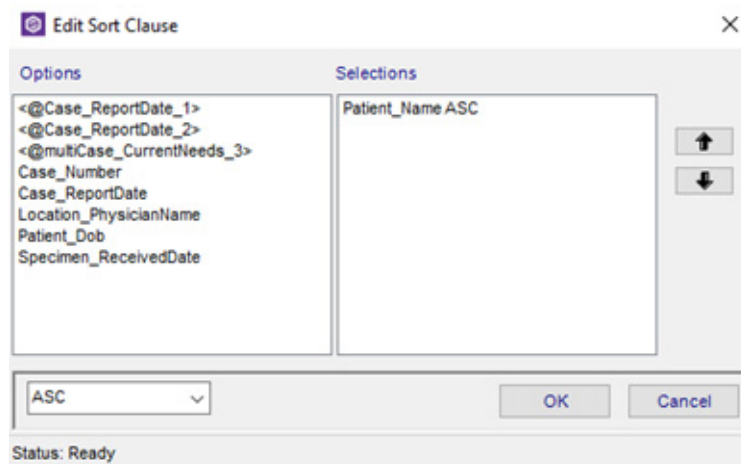 Edit Sort Clause
Options
Selections
<@Case_ReportDate_1>
<@Case_ReportDate_2>
<@multiCase_CurrentNeeds_3>
Case_Number
Case_ReportDate
Location_PhysicianName
Patient_Dob
Specimen_ReceivedDate
Patient_Name ASC
ASC
OK
Cancel
Status: Ready